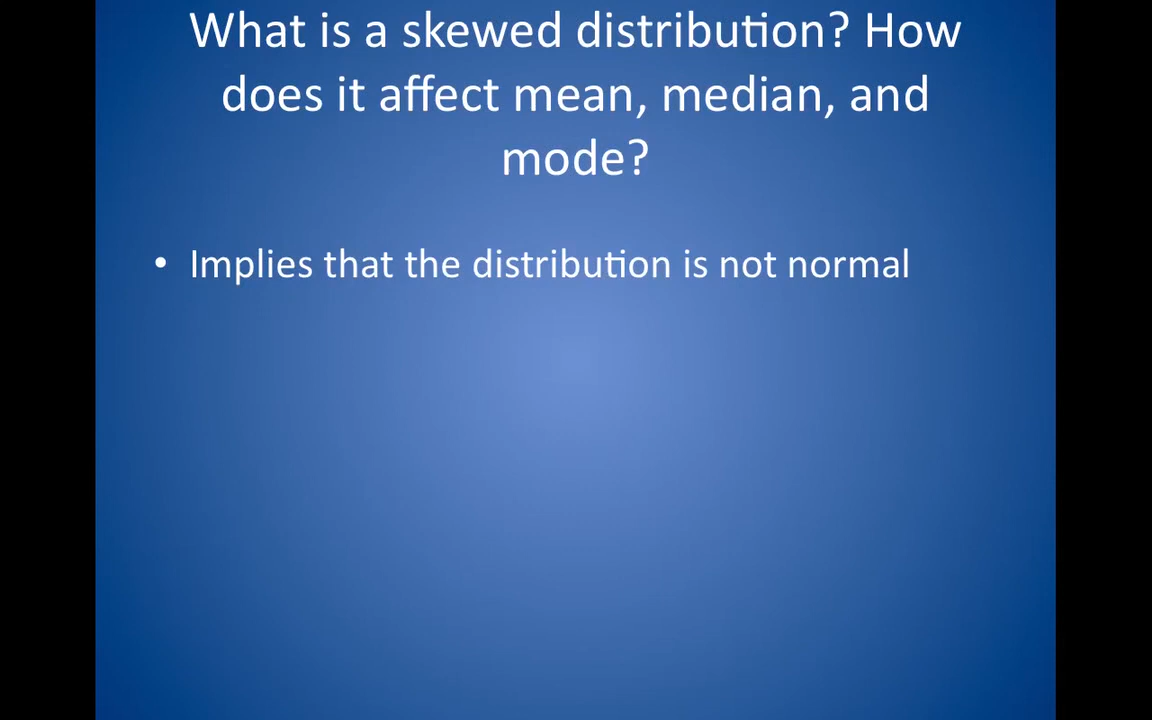 What is a skewed distribution? How
does it affect mean, median, and
mode?
• Implies that the distribution is not normal